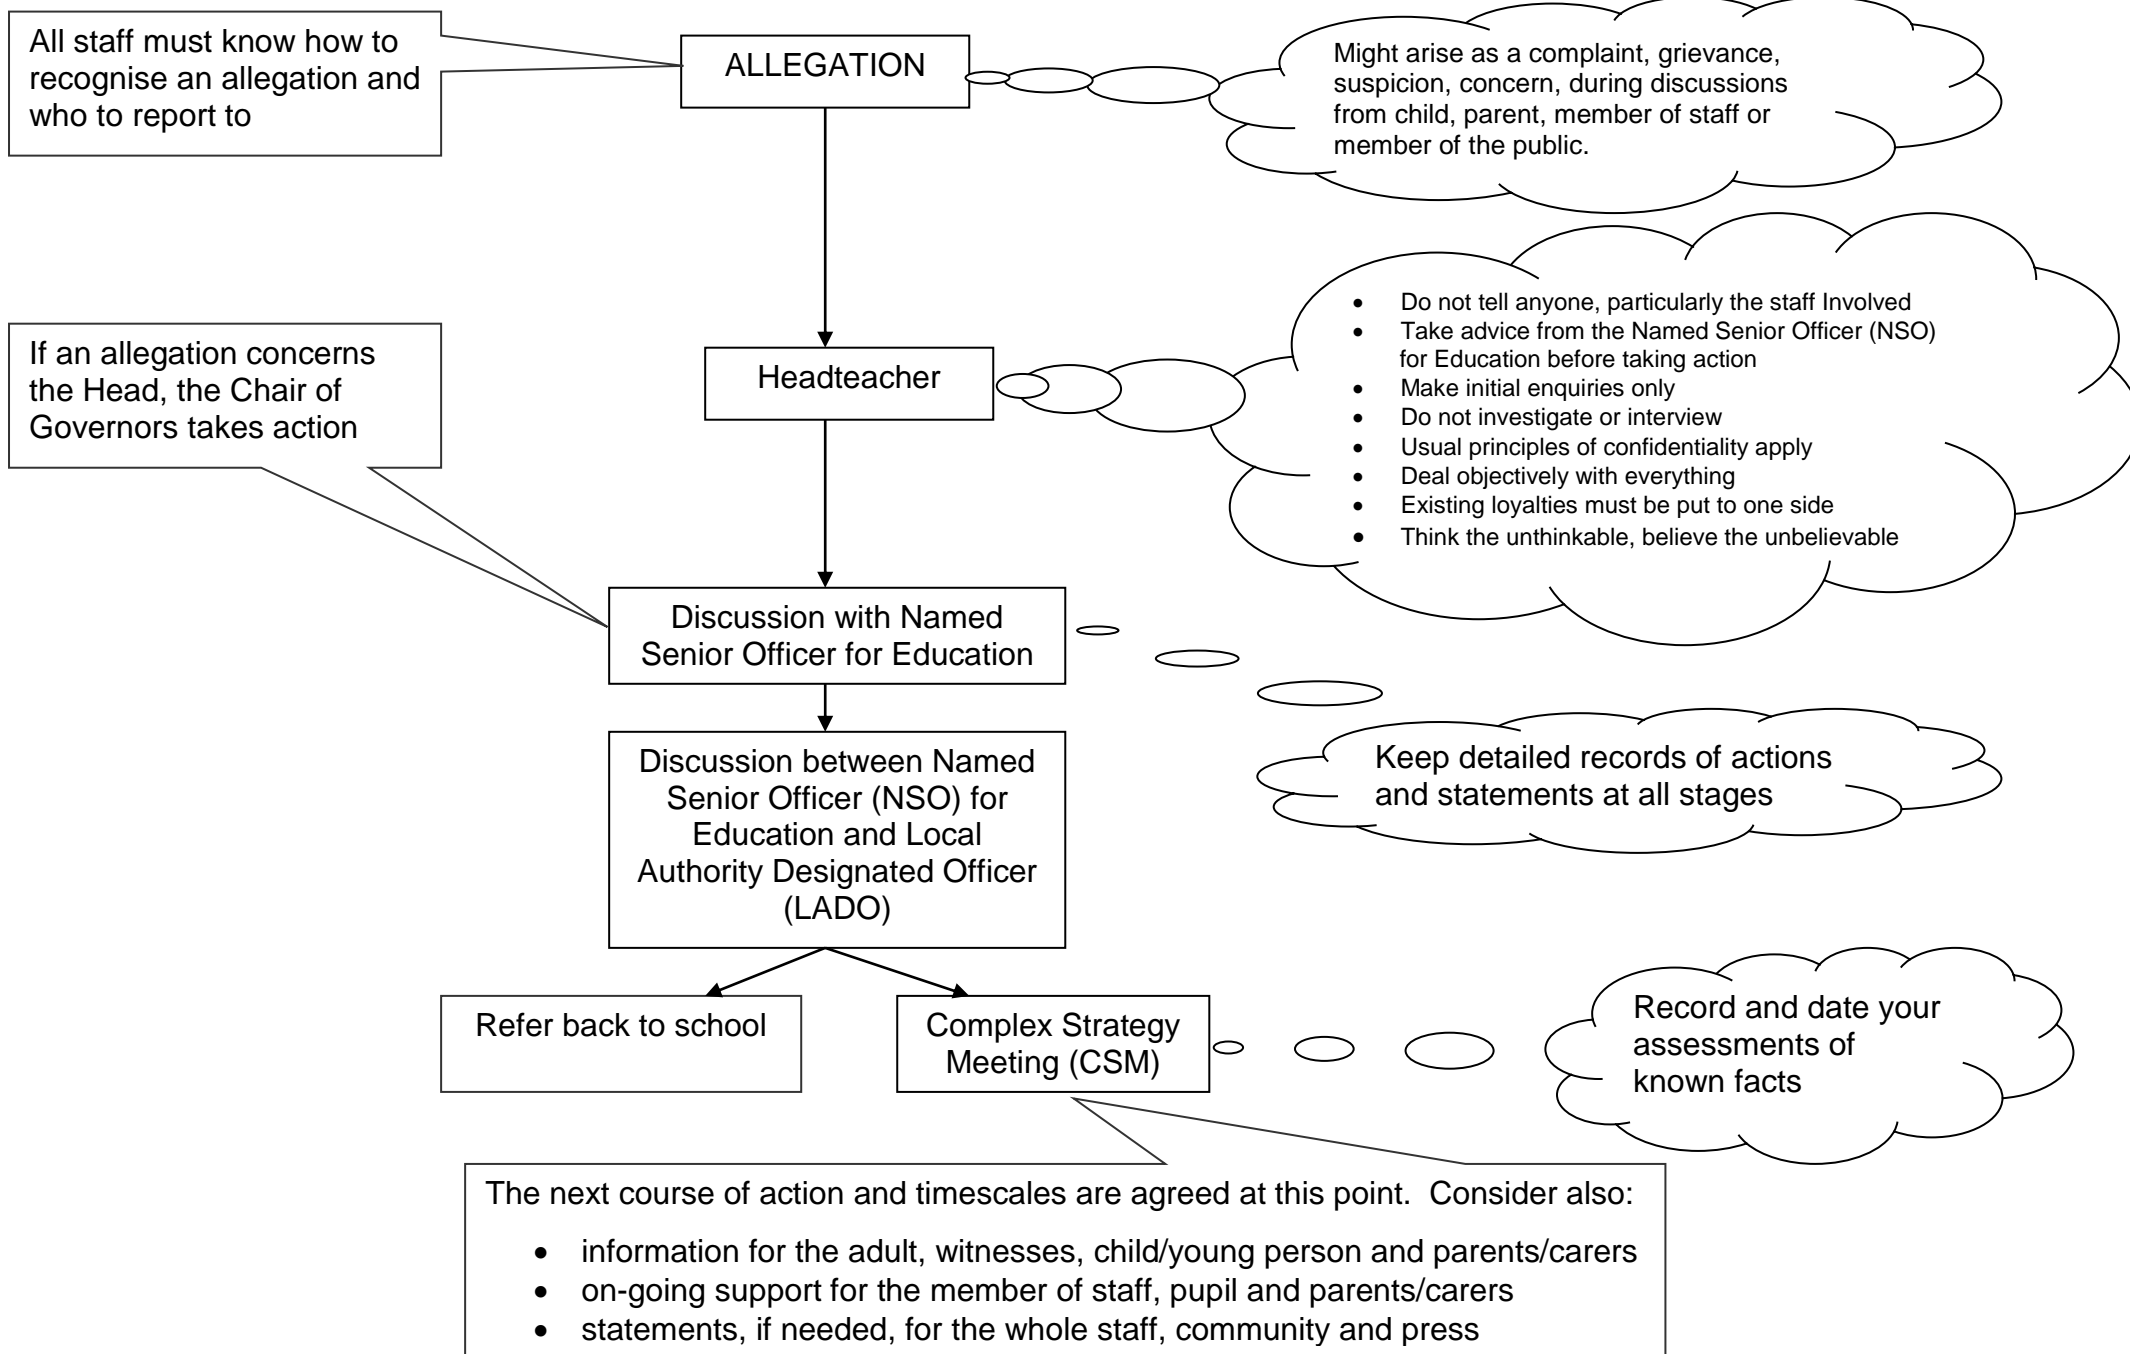 All staff must know how to
recognise an allegation and
who to report to
ALLEGATION
Might arise as a complaint, grievance,
suspicion, concern, during discussions
from child, parent, member of staff or
member of the public.
If an allegation concerns
the Head, the Chair of
Governors takes action
Headteacher
• Do not tell anyone, particularly the staff Involved
• Take advice from the Named Senior Officer (NSO)
for Education before taking action
• Make initial enquiries only
• Do not investigate or interview
• Usual principles of confidentiality apply
• Deal objectively with everything
• Existing loyalties must be put to one side
• Think the unthinkable, believe the unbelievable
Discussion with Named
Senior Officer for Education
Keep detailed records of actions
and statements at all stages
Discussion between Named
Senior Officer (NSO) for
Education and Local
Authority Designated Officer
(LADO)
Refer back to school
Complex Strategy
Meeting (CSM)
Record and date your
assessments of
known facts
The next course of action and timescales are agreed at this point.  Consider also:
• information for the adult, witnesses, child/young person and parents/carers
• on-going support for the member of staff, pupil and parents/carers
• statements, if needed, for the whole staff, community and press